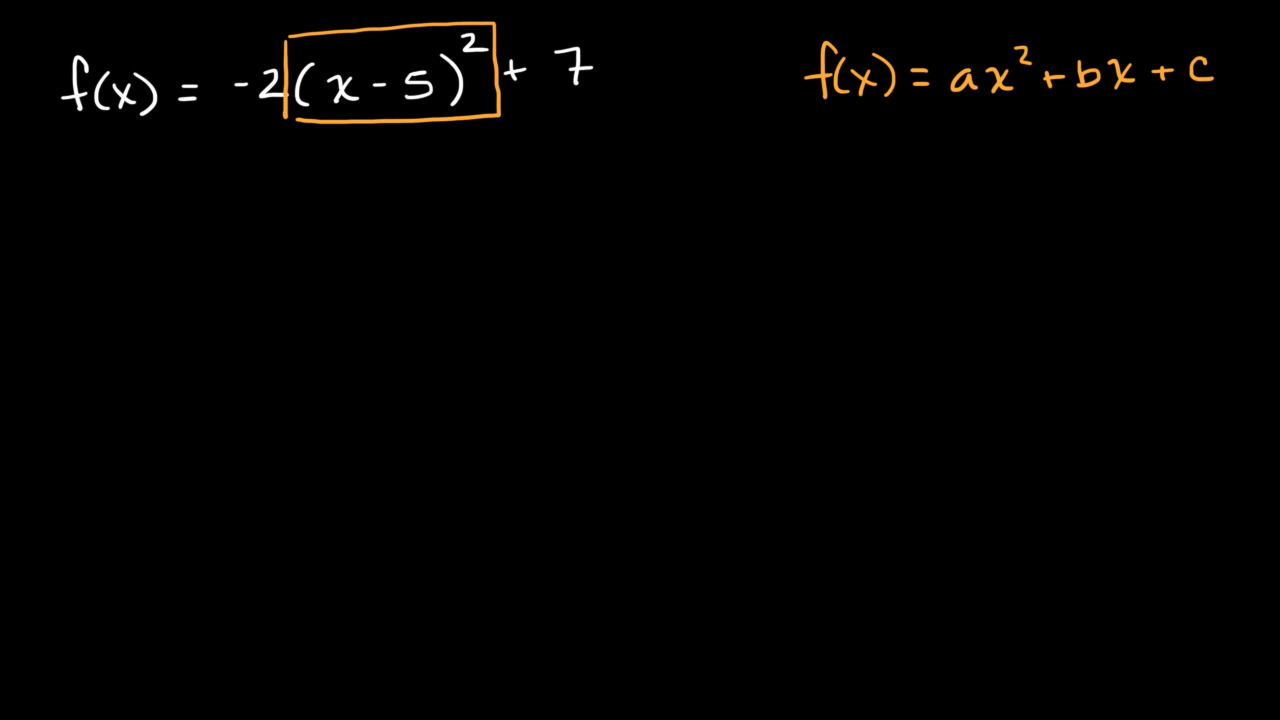 f(x) = -2(x-5)² + 7
f(x) = ax² + bx + c